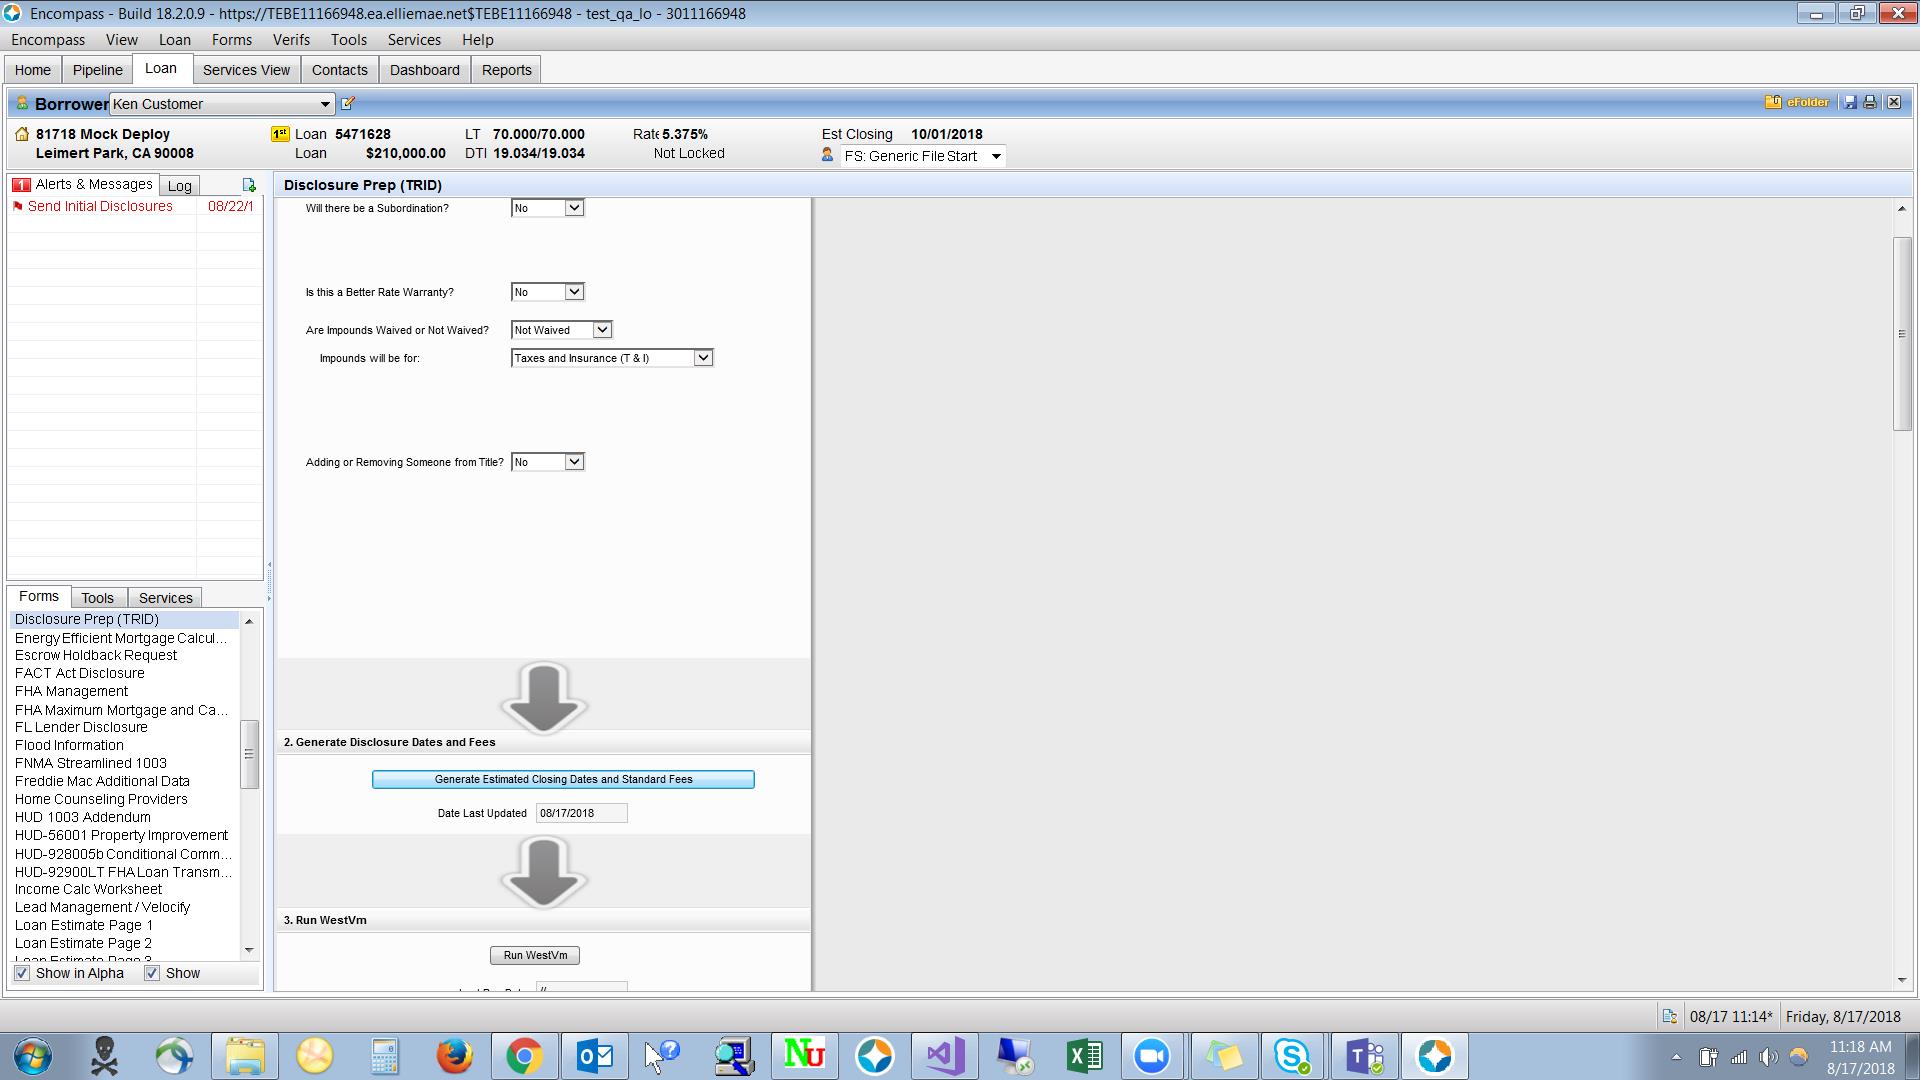 Encompass - Build 18.2.0.9 - https://TEBE11166948.ea.elliemae.net$TEBE11166948 - test_qa_lo - 3011166948
Encompass View Loan Forms Verifs Tools Services Help
Home Pipeline Loan Services View Contacts Dashboard Reports
Borrower Ken Customer eFolder
81718 Mock Deploy 1st Loan 5471628 LT 70.000/70.000 Rate 5.375% Est Closing 10/01/2018
Leimert Park, CA 90008 Loan $210,000.00 DTI 19.034/19.034 Not Locked FS: Generic File Start
1 Alerts & Messages Log
Send Initial Disclosures 08/22/1
Disclosure Prep (TRID)
Will there be a Subordination? No
Is this a Better Rate Warranty? No
Are Impounds Waived or Not Waived? Not Waived
Impounds will be for: Taxes and Insurance (T & I)
Adding or Removing Someone from Title? No
2. Generate Disclosure Dates and Fees
Generate Estimated Closing Dates and Standard Fees
Date Last Updated 08/17/2018
3. Run WestVm
Run WestVm
//
Forms Tools Services
Disclosure Prep (TRID)
Energy Efficient Mortgage Calcul...
Escrow Holdback Request
FACT Act Disclosure
FHA Management
FHA Maximum Mortgage and Ca...
FL Lender Disclosure
Flood Information
FNMA Streamlined 1003
Freddie Mac Additional Data
Home Counseling Providers
HUD 1003 Addendum
HUD-56001 Property Improvement
HUD-928005b Conditional Comm...
HUD-92900LT FHA Loan Transm...
Income Calc Worksheet
Lead Management / Velocify
Loan Estimate Page 1
Loan Estimate Page 2
Loan Estimate Page 3
Show in Alpha Show
08/17 11:14* Friday, 8/17/2018
Nu
11:18 AM
8/17/2018